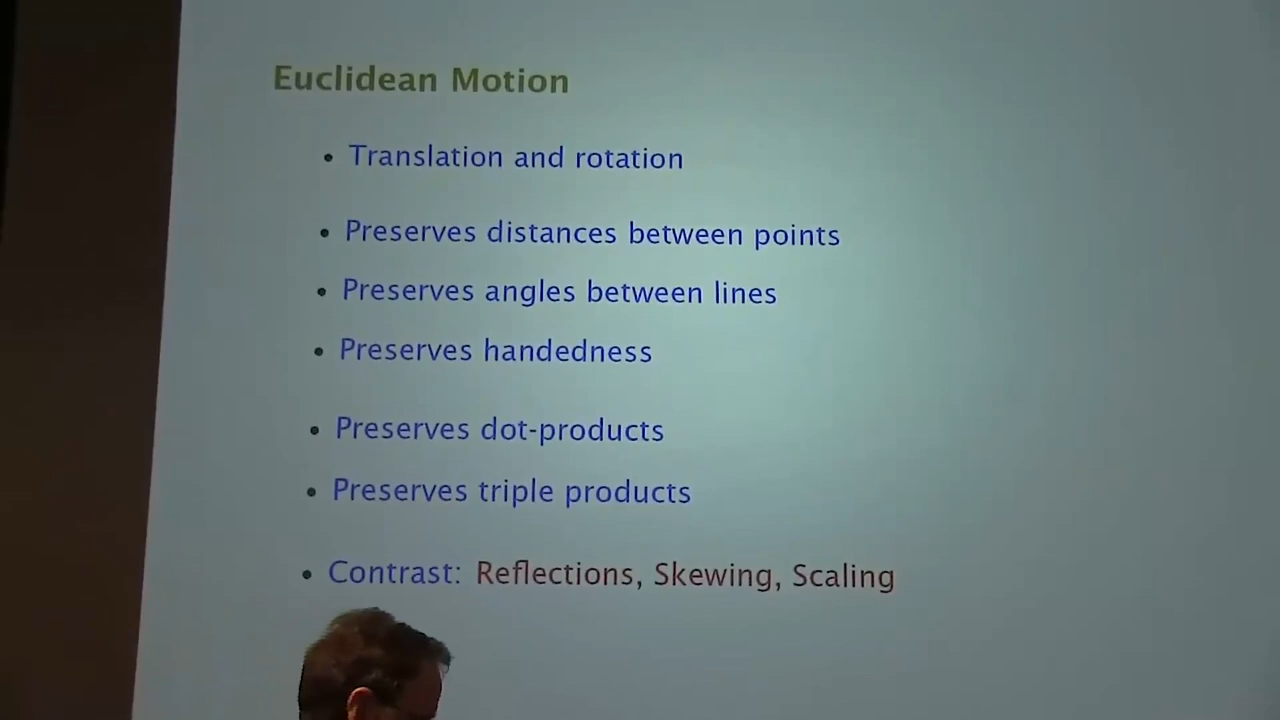 Euclidean Motion
• Translation and rotation
• Preserves distances between points
• Preserves angles between lines
• Preserves handedness
• Preserves dot-products
• Preserves triple products
• Contrast: Reflections, Skewing, Scaling